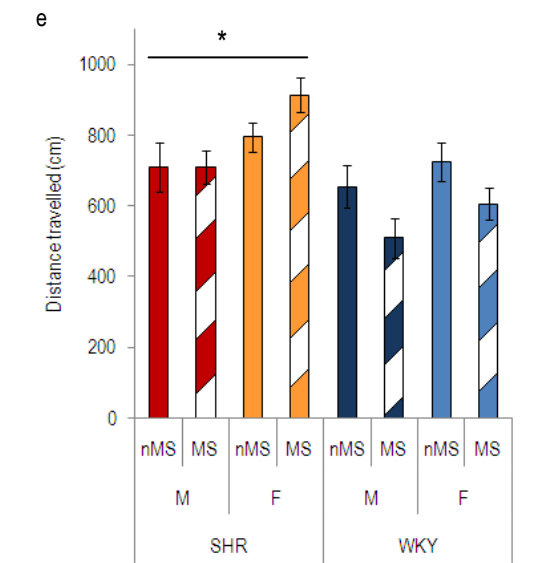 e
*
1000
800
600
400
200
0
Distance travelled (cm)
nMS MS nMS MS nMS MS nMS MS
M F M F
SHR WKY